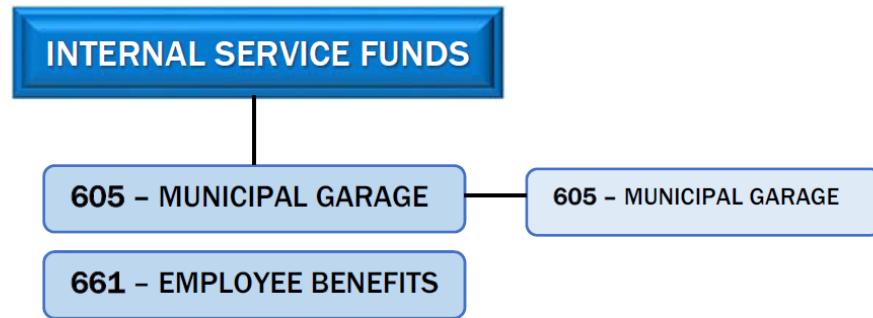 INTERNAL SERVICE FUNDS
605 – MUNICIPAL GARAGE
605 – MUNICIPAL GARAGE
661 – EMPLOYEE BENEFITS